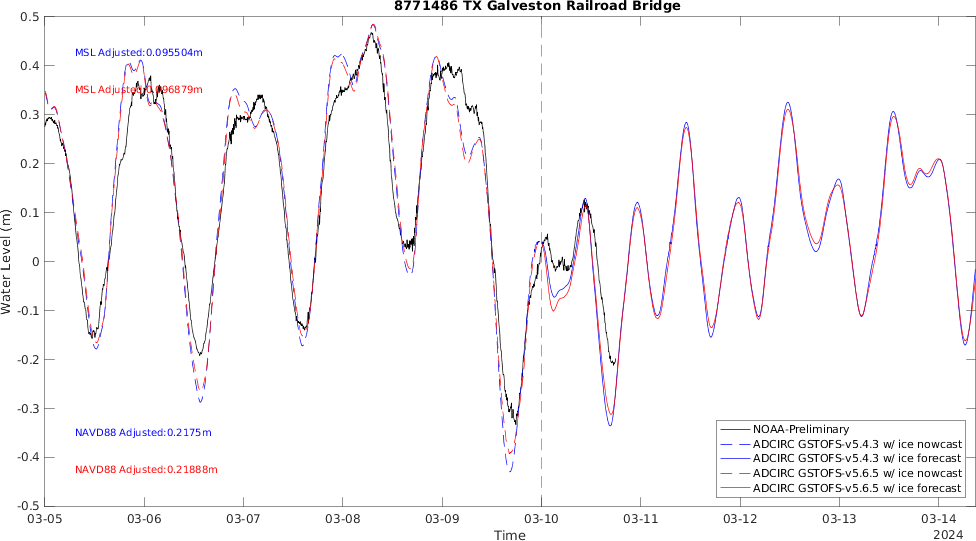 8771486 TX Galveston Railroad Bridge
0.5
0.4
0.3
0.2
0.1
0
-0.1
-0.2
-0.3
-0.4
-0.5
Water Level (m)
MSL Adjusted:0.095504m
MSL Adjusted:0.096879m
NAVD88 Adjusted:0.2175m
NAVD88 Adjusted:0.21888m
NOAA-Preliminary
ADCIRC GSTOFS-v5.4.3 w/ ice nowcast
ADCIRC GSTOFS-v5.4.3 w/ ice forecast
ADCIRC GSTOFS-v5.6.5 w/ ice nowcast
ADCIRC GSTOFS-v5.6.5 w/ ice forecast
03-05 03-06 03-07 03-08 03-09 03-10 03-11 03-12 03-13 03-14
Time
2024